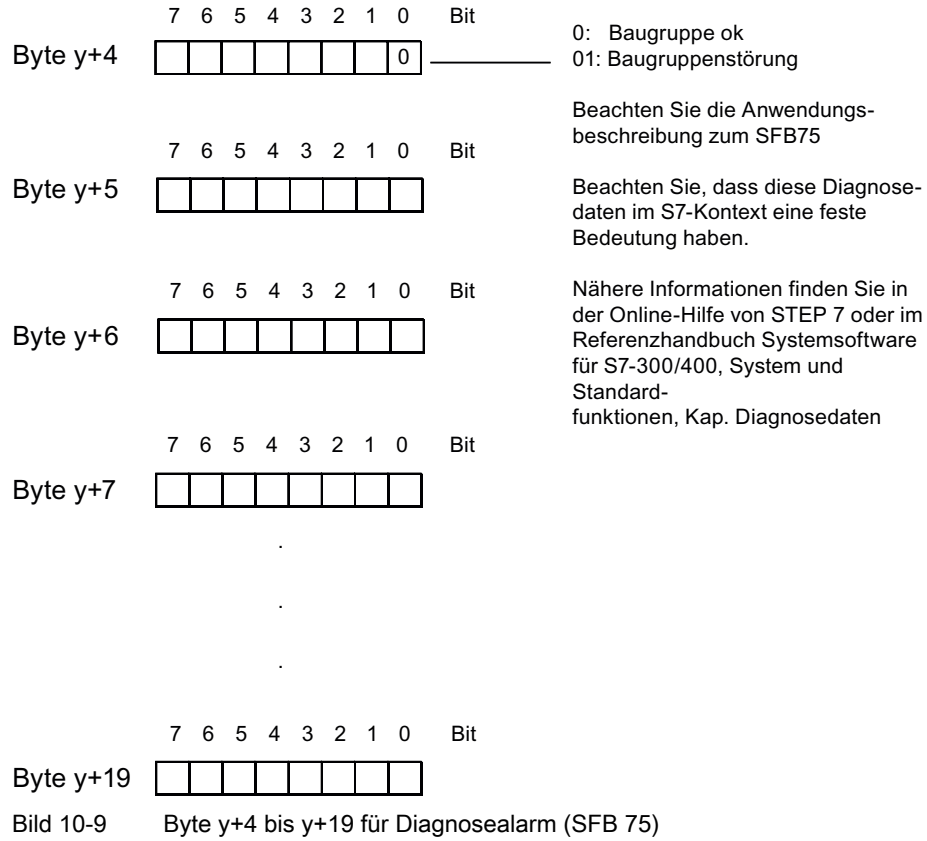 7 6 5 4 3 2 1 0 Bit
Byte y+4
0
0: Baugruppe ok
01: Baugruppenstörung
Beachten Sie die Anwendungs-
beschreibung zum SFB75
7 6 5 4 3 2 1 0 Bit
Byte y+5
Beachten Sie, dass diese Diagnose-
daten im S7-Kontext eine feste
Bedeutung haben.
7 6 5 4 3 2 1 0 Bit
Byte y+6
Nähere Informationen finden Sie in
der Online-Hilfe von STEP 7 oder im
Referenzhandbuch Systemsoftware
für S7-300/400, System und
Standard-
funktionen, Kap. Diagnosedaten
7 6 5 4 3 2 1 0 Bit
Byte y+7
.
.
.
7 6 5 4 3 2 1 0 Bit
Byte y+19
Bild 10-9 Byte y+4 bis y+19 für Diagnosealarm (SFB 75)